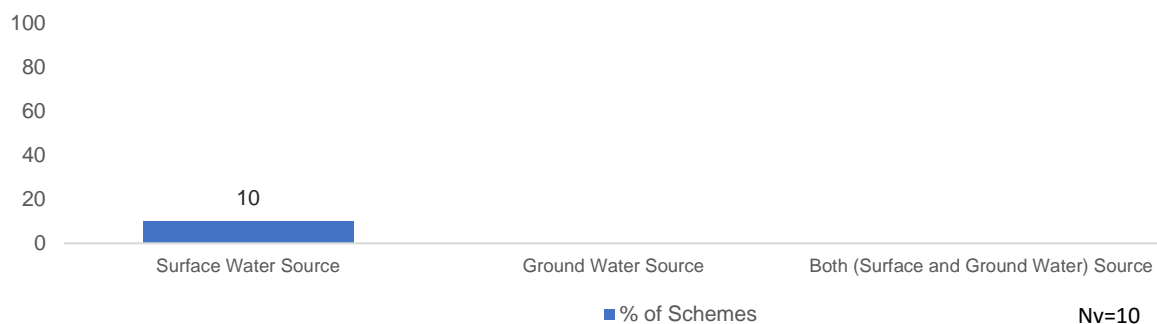 100
80
60
40
20
0
10
Surface Water Source
Ground Water Source
Both (Surface and Ground Water) Source
% of Schemes
Nv=10